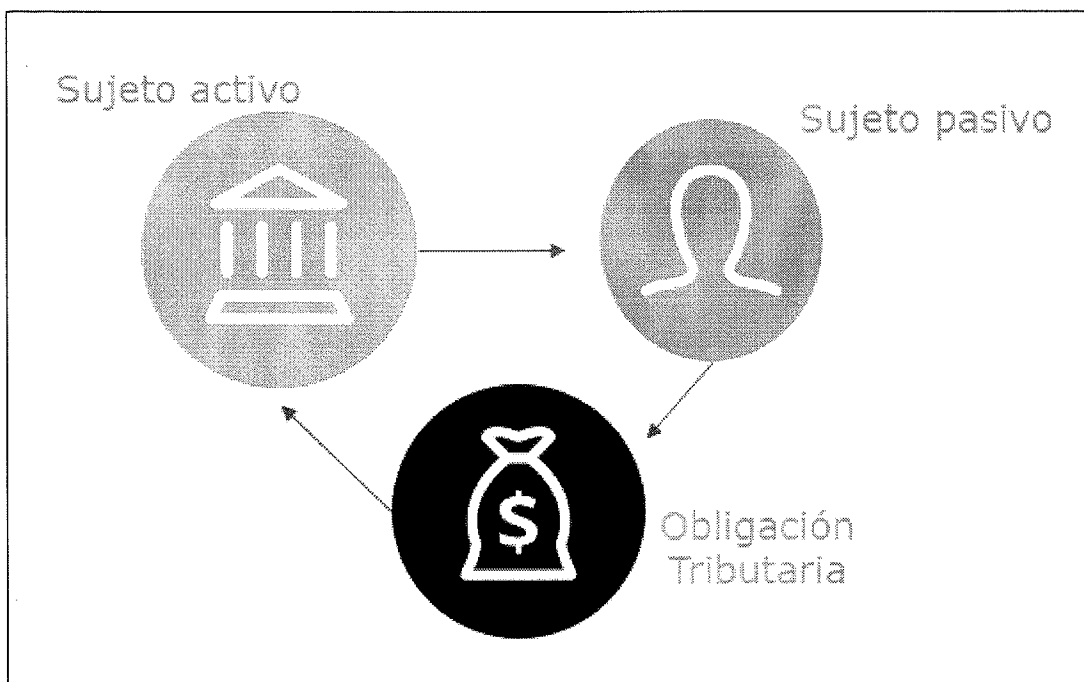 Sujeto activo
Sujeto pasivo
$
Obligación
Tributaria